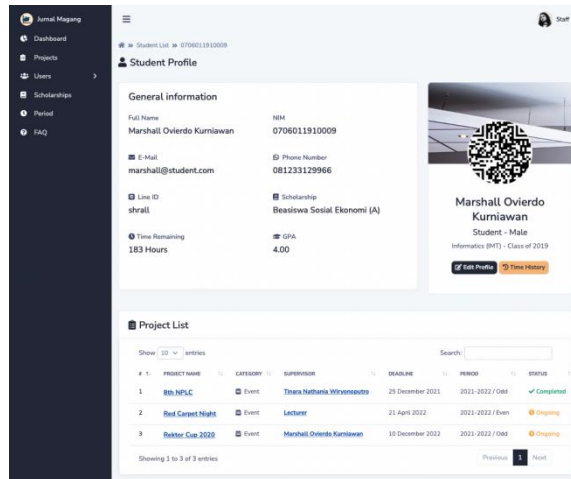 Jurnal Magang
Staff
Dashboard
Projects
Users
Scholarships
Period
FAQ
Student List » 0706011910009
Student Profile
General information
Full Name
Marshall Ovierdo Kurniawan
NIM
0706011910009
E-Mail
marshall@student.com
Phone Number
081233129966
Line ID
shrall
Scholarship
Beasiswa Sosial Ekonomi (A)
Time Remaining
183 Hours
GPA
4.00
Marshall Ovierdo
Kurniawan
Student - Male
Informatics (IMT) - Class of 2019
Edit Profile Time History
Project List
Show 10 entries Search:
# PROJECT NAME CATEGORY SUPERVISOR DEADLINE PERIOD STATUS
1 8th NPLC Event Tinara Nathania Wiryonoputro 25 December 2021 2021-2022 / Odd Completed
2 Red Carpet Night Event Lecturer 21 April 2022 2021-2022 / Even Ongoing
3 Rektor Cup 2020 Event Marshall Ovierdo Kurniawan 10 December 2022 2021-2022 / Odd Ongoing
Showing 1 to 3 of 3 entries Previous 1 Next